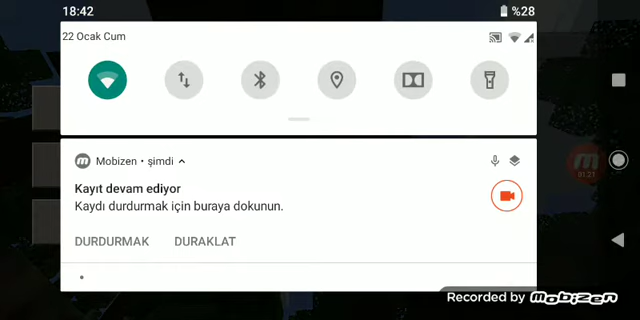 18:42
%28
22 Ocak Cum
m Mobizen • şimdi
Kayıt devam ediyor
Kaydı durdurmak için buraya dokunun.
DURDURMAK DURAKLAT
01:21
Recorded by mobizen